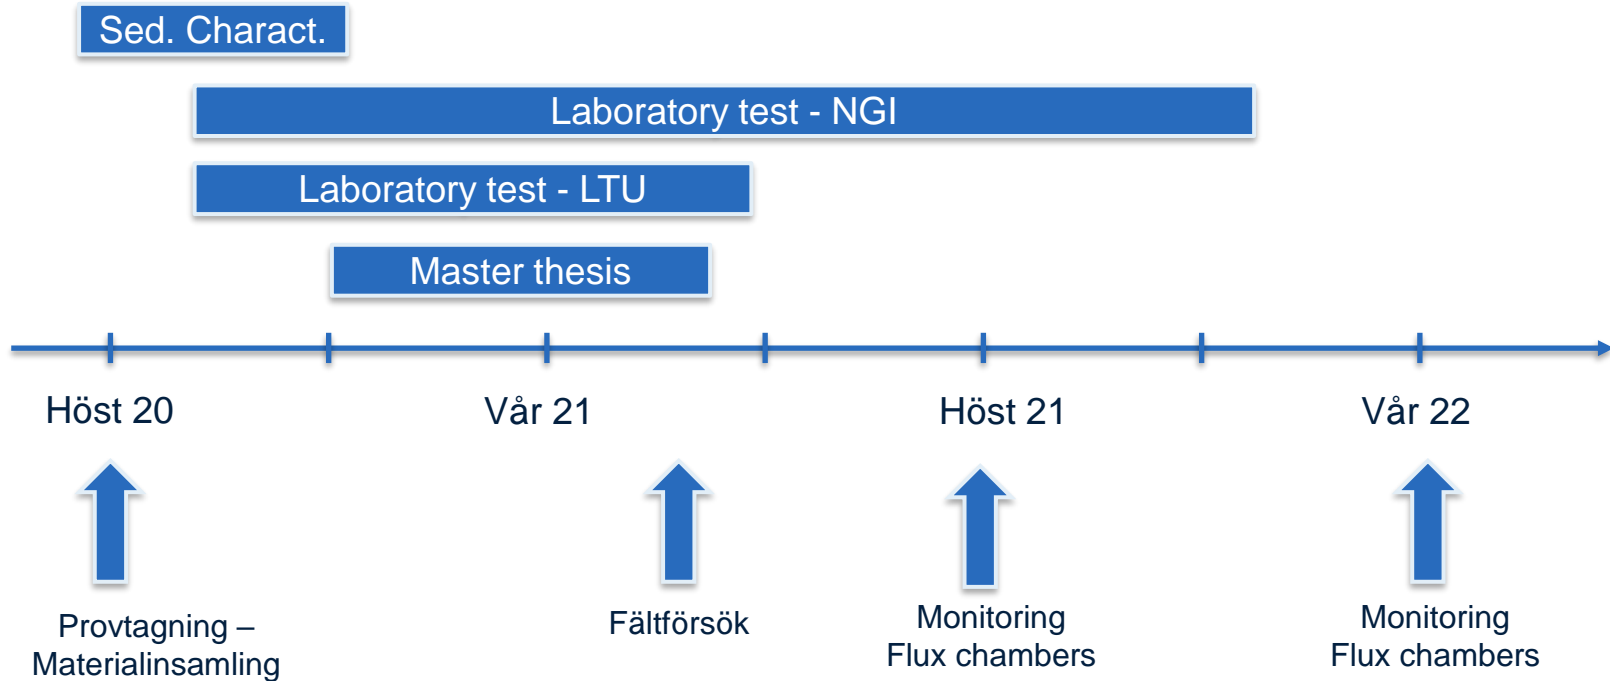 Sed. Charact.
Laboratory test - NGI
Laboratory test - LTU
Master thesis
Höst 20
Vår 21
Höst 21
Vår 22
Provtagning –
Materialinsamling
Fältförsök
Monitoring
Flux chambers
Monitoring
Flux chambers